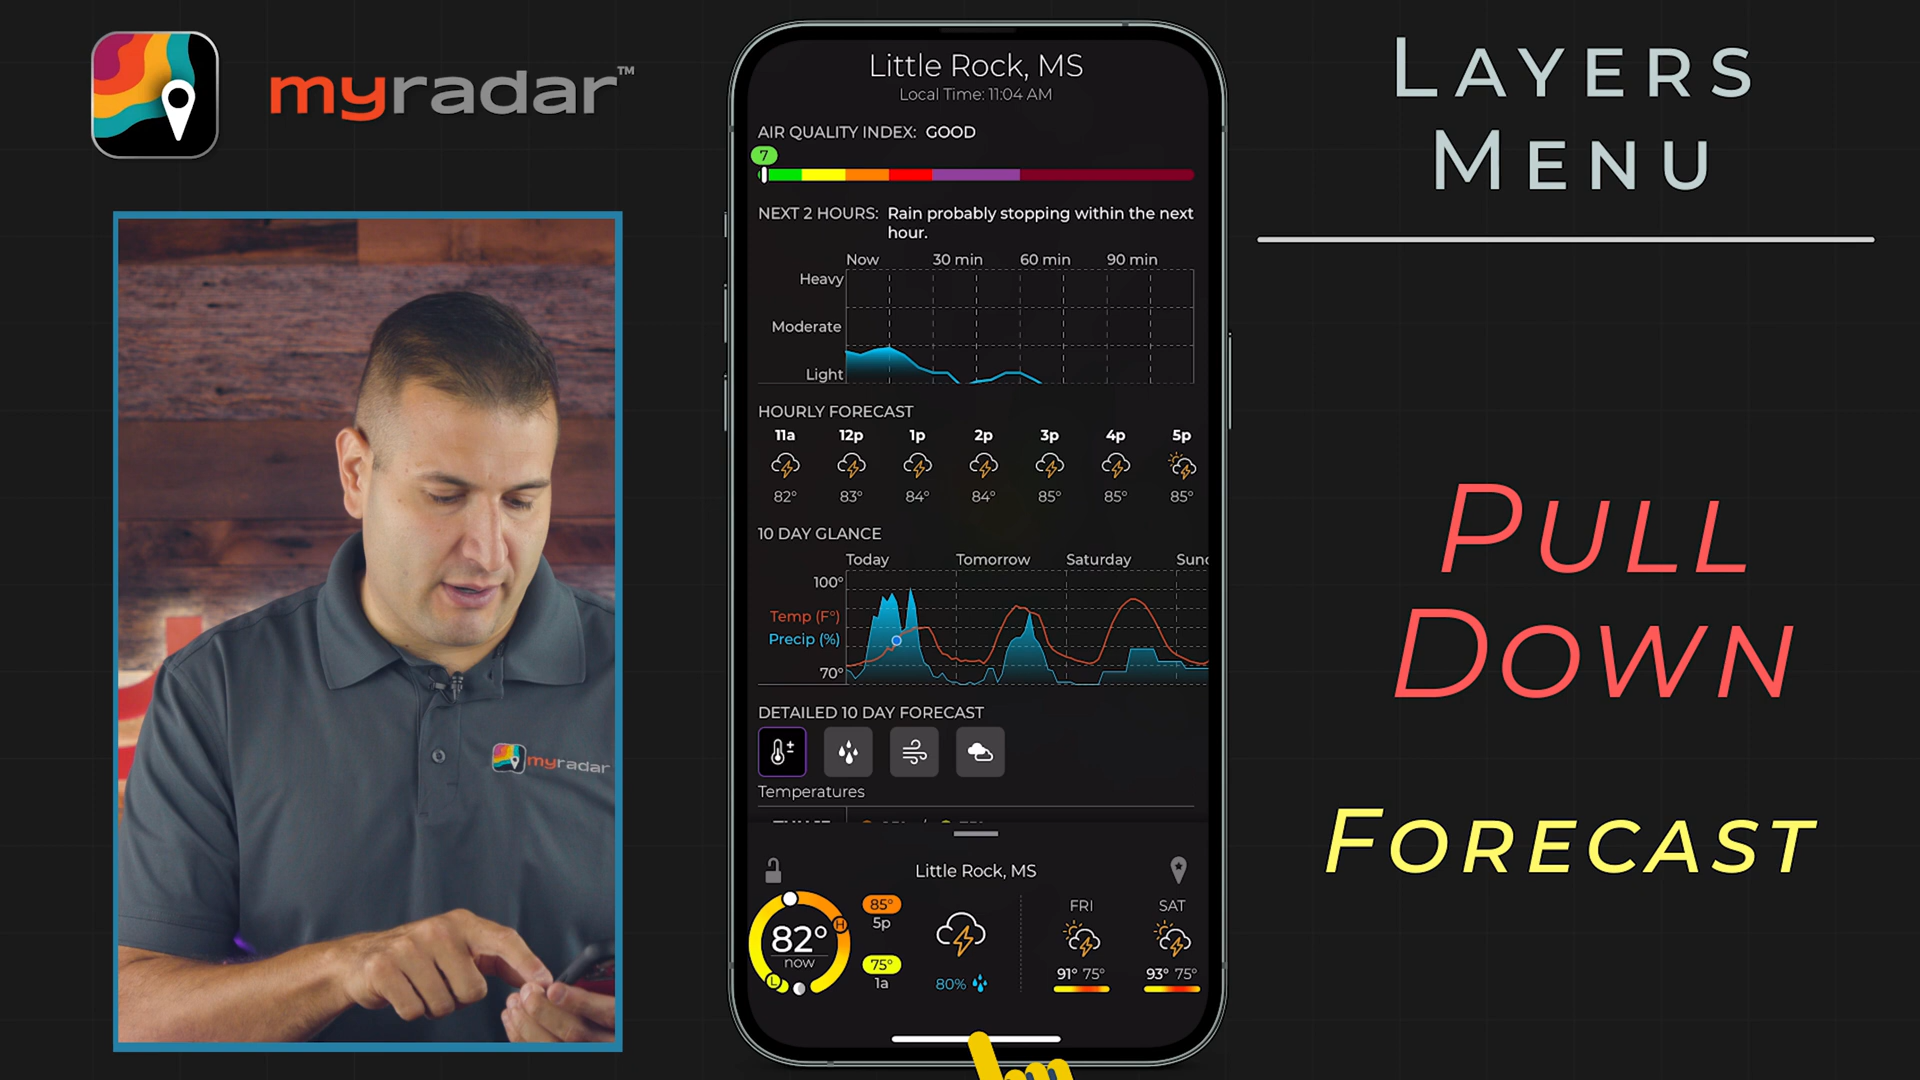 myradar™
Little Rock, MS
Local Time: 11:04 AM
AIR QUALITY INDEX: GOOD
7
NEXT 2 HOURS: Rain probably stopping within the next
hour.
Now 30 min 60 min 90 min
Heavy
Moderate
Light
HOURLY FORECAST
11a 12p 1p 2p 3p 4p 5p
82° 83° 84° 84° 85° 85° 85°
10 DAY GLANCE
Today Tomorrow Saturday Sund
100°
Temp (F°)
Precip (%)
70°
DETAILED 10 DAY FORECAST
Temperatures
Little Rock, MS
82°
now
H
L
85°
5p
75°
1a
80%
FRI SAT
91° 75° 93° 75°
LAYERS
MENU
PULL
DOWN
FORECAST
myradar